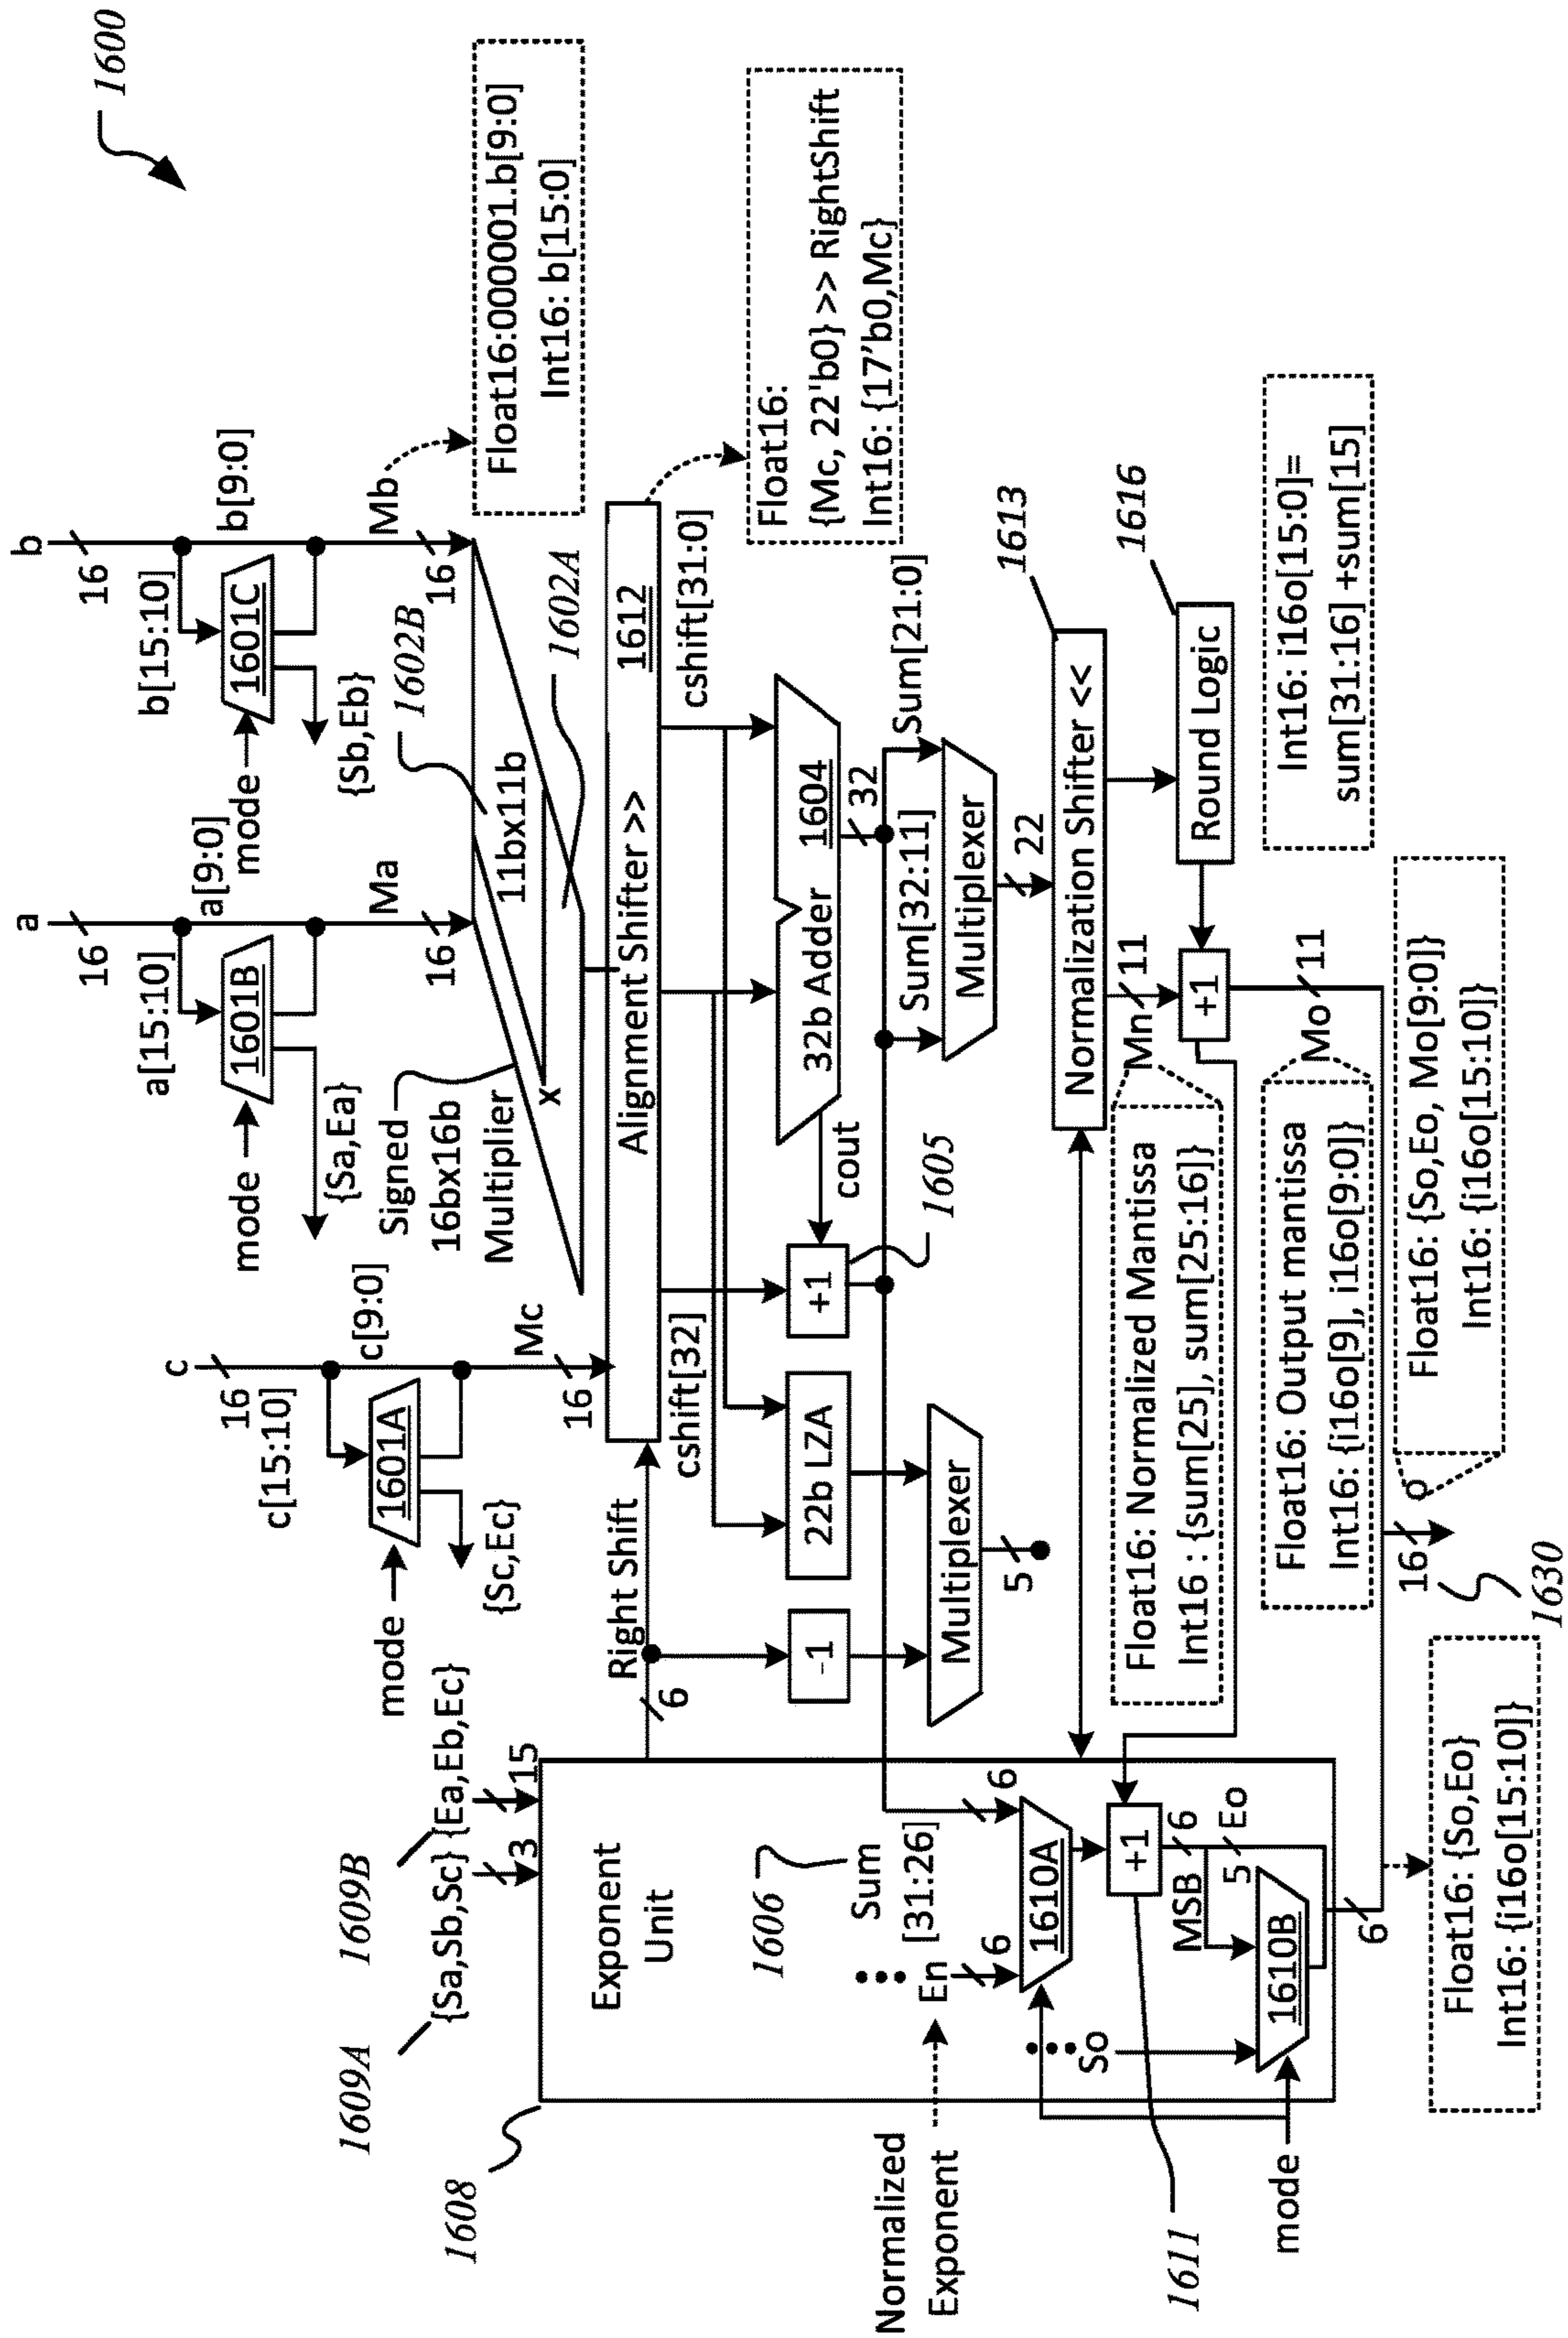 1600
a
b
c
16
16
16
a[15:10]
b[15:10]
c[15:10]
a[9:0]
b[9:0]
c[9:0]
mode
1601A
mode
1601B
mode
1601C
{Sc,Ec}
{Sa,Ea}
{Sb,Eb}
Mc
16
Ma
16
Mb
16
Float16:000001.b[9:0]
Int16: b[15:0]
Signed
16bx16b
Multiplier
11bx11b
x
1602B
1602A
1609A
{Sa,Sb,Sc}
3
1609B
{Ea,Eb,Ec}
15
1608
Exponent
Unit
Right Shift
6
Alignment Shifter >>
1612
Float16:
{Mc, 22'b0} >> RightShift
Int16: {17'b0,Mc}
cshift[32]
cshift[31:0]
-1
22b LZA
+1
cout
32b Adder
1604
32
1605
Multiplexer
5
Sum[32:11]
Sum[21:0]
Multiplexer
22
1606
Sum
[31:26]
Normalized
Exponent
En
6
6
1610A
So
+1
1611
6
MSB
5
Eo
1610B
mode
6
Normalization Shifter <<
1613
Mn
11
Float16: Normalized Mantissa
Int16 : {sum[25], sum[25:16]}
+1
Round Logic
1616
Int16: i16o[15:0]=
sum[31:16] +sum[15]
Mo
11
Float16: Output mantissa
Int16: {i16o[9], i16o[9:0]}
Float16: {So,Eo, Mo[9:0]}
Int16: {i16o[15:10]}
Float16: {So,Eo}
Int16: {i16o[15:10]}
16
o
1630